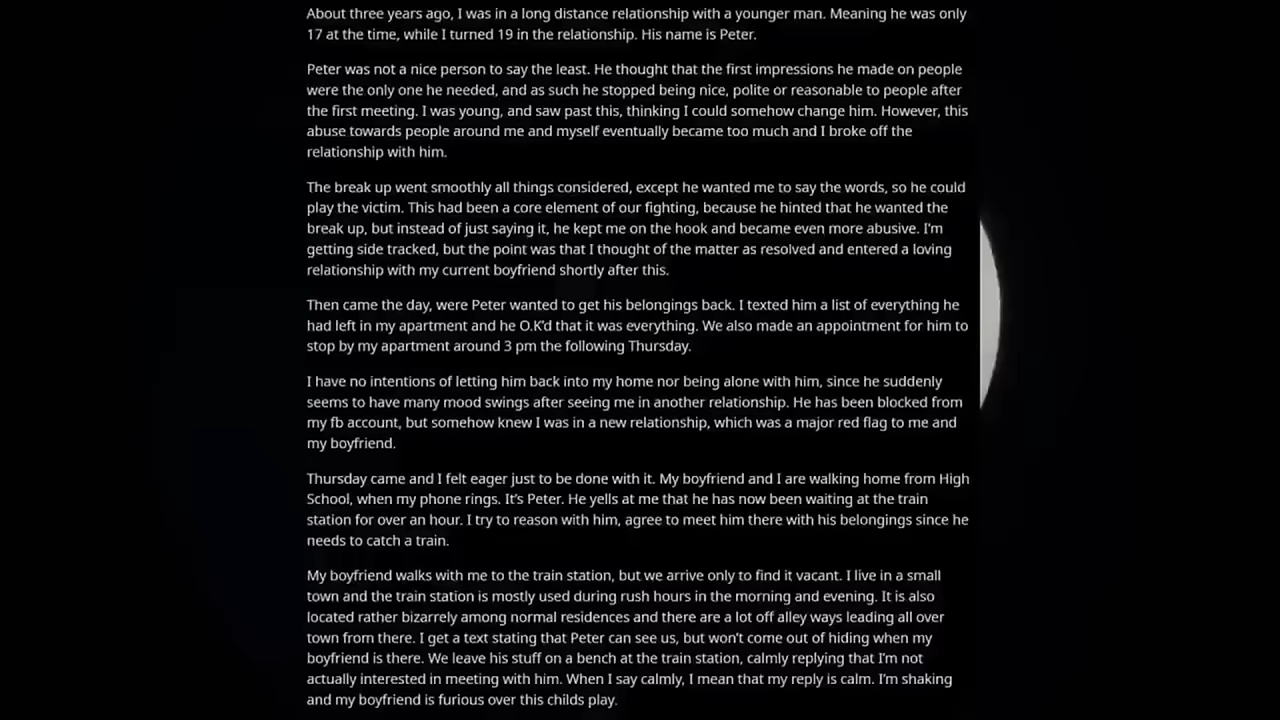 About three years ago, I was in a long distance relationship with a younger man. Meaning he was only
17 at the time, while I turned 19 in the relationship. His name is Peter.
Peter was not a nice person to say the least. He thought that the first impressions he made on people
were the only one he needed, and as such he stopped being nice, polite or reasonable to people after
the first meeting. I was young, and saw past this, thinking I could somehow change him. However, this
abuse towards people around me and myself eventually became too much and I broke off the
relationship with him.
The break up went smoothly all things considered, except he wanted me to say the words, so he could
play the victim. This had been a core element of our fighting, because he hinted that he wanted the
break up, but instead of just saying it, he kept me on the hook and became even more abusive. I'm
getting side tracked, but the point was that I thought of the matter as resolved and entered a loving
relationship with my current boyfriend shortly after this.
Then came the day, were Peter wanted to get his belongings back. I texted him a list of everything he
had left in my apartment and he O.K'd that it was everything. We also made an appointment for him to
stop by my apartment around 3 pm the following Thursday.
I have no intentions of letting him back into my home nor being alone with him, since he suddenly
seems to have many mood swings after seeing me in another relationship. He has been blocked from
my fb account, but somehow knew I was in a new relationship, which was a major red flag to me and
my boyfriend.
Thursday came and I felt eager just to be done with it. My boyfriend and I are walking home from High
School, when my phone rings. It's Peter. He yells at me that he has now been waiting at the train
station for over an hour. I try to reason with him, agree to meet him there with his belongings since he
needs to catch a train.
My boyfriend walks with me to the train station, but we arrive only to find it vacant. I live in a small
town and the train station is mostly used during rush hours in the morning and evening. It is also
located rather bizarrely among normal residences and there are a lot off alley ways leading all over
town from there. I get a text stating that Peter can see us, but won't come out of hiding when my
boyfriend is there. We leave his stuff on a bench at the train station, calmly replying that I'm not
actually interested in meeting with him. When I say calmly, I mean that my reply is calm. I'm shaking
and my boyfriend is furious over this childs play.